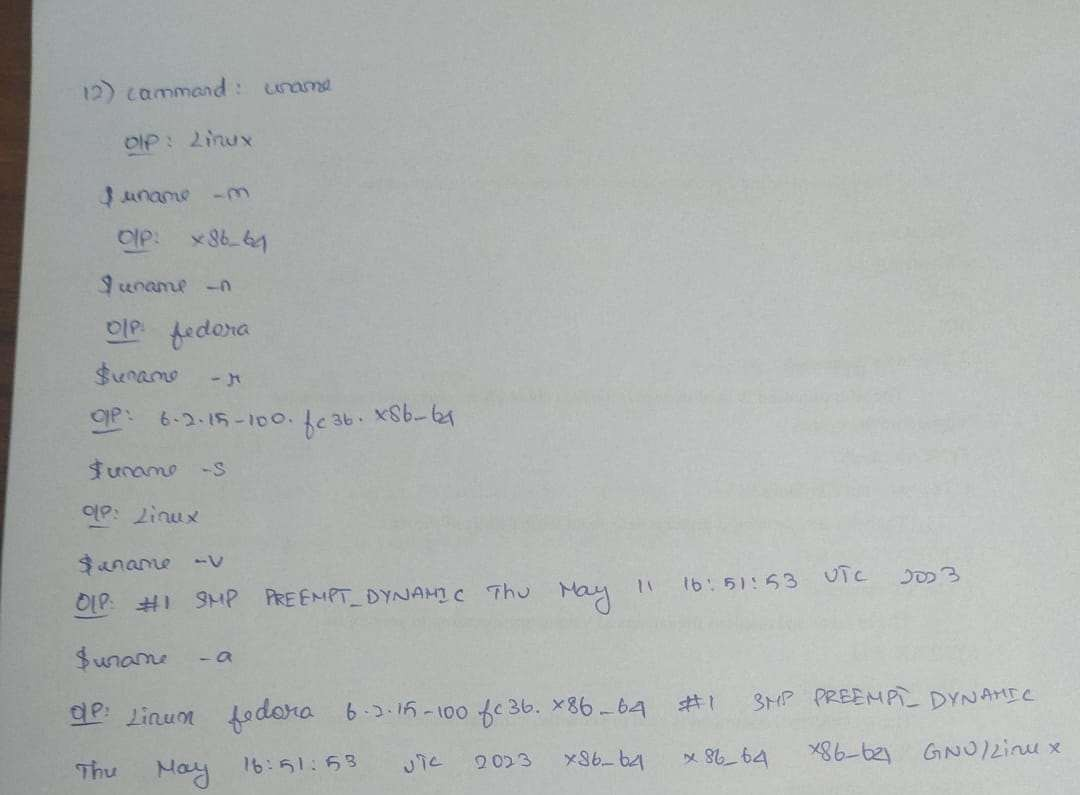 12) cammand: uname
O/P: Linux
$ uname -m
O/P: x86_64
$uname -n
O/P: fedora
$uname -r
O/P: 6.2.15-100.fc36.x86_64
$uname -s
O/P: Linux
$uname -v
O/P: #1 SMP PREEMPT_DYNAMIC Thu May 11 16:51:53 UTC 2023
$uname -a
O/P: Linux fedora 6.2.15-100 fc36.x86_64 #1 SMP PREEMPT_DYNAMIC
Thu May 16:51:53 UTC 2023 x86_64 x86_64 x86_64 GNU/Linux